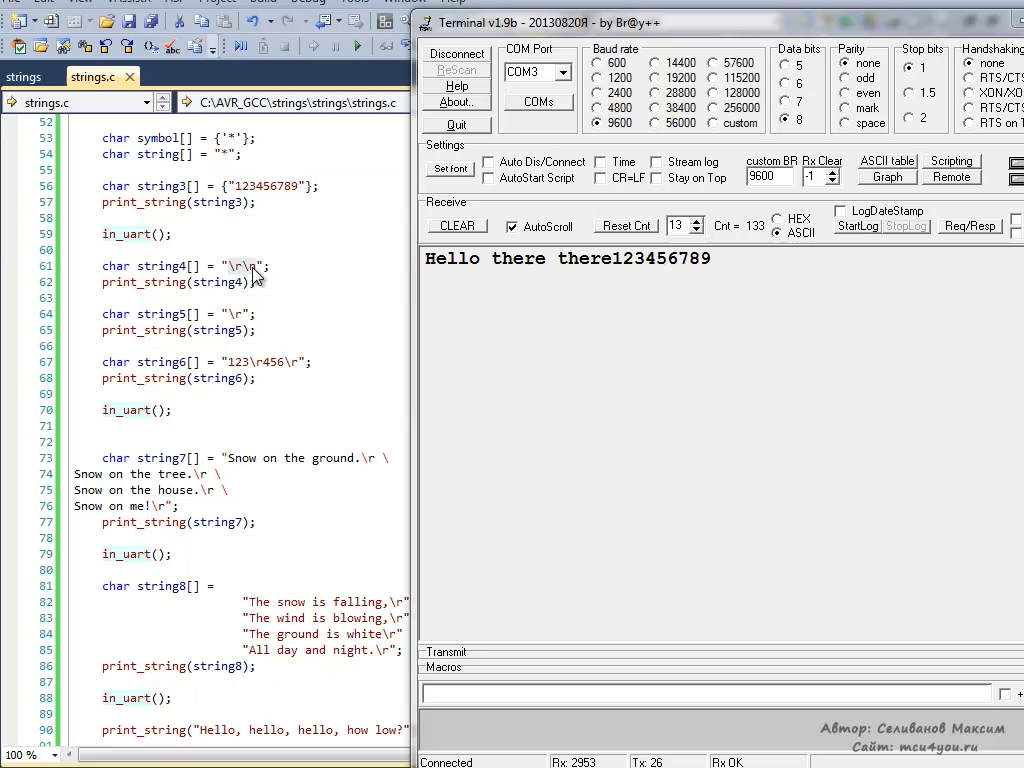 Terminal v1.9b - 20130820Я - by Br@y++
strings
strings.c
strings.c
C:\AVR_GCC\strings\strings\strings.c
52
53 char symbol[] = {'*'};
54 char string[] = "*";
55
56 char string3[] = {"123456789"};
57 print_string(string3);
58
59 in_uart();
60
61 char string4[] = "\r\n";
62 print_string(string4);
63
64 char string5[] = "\r";
65 print_string(string5);
66
67 char string6[] = "123\r456\r";
68 print_string(string6);
69
70 in_uart();
71
72
73 char string7[] = "Snow on the ground.\r \
74 Snow on the tree.\r \
75 Snow on the house.\r \
76 Snow on me!\r";
77 print_string(string7);
78
79 in_uart();
80
81 char string8[] =
82 "The snow is falling,\r"
83 "The wind is blowing,\r"
84 "The ground is white\r"
85 "All day and night.\r";
86 print_string(string8);
87
88 in_uart();
89
90 print_string("Hello, hello, hello, how low?"
100 %
Disconnect
ReScan
Help
About..
Quit
COM Port
COM3
COMs
Baud rate
600 14400 57600
1200 19200 115200
2400 28800 128000
4800 38400 256000
9600 56000 custom
Data bits
5
6
7
8
Parity
none
odd
even
mark
space
Stop bits
1
1.5
2
Handshaking
none
RTS/CTS
XON/XO
RTS/CTS
RTS on T
Settings
Set font
Auto Dis/Connect Time Stream log
AutoStart Script CR=LF Stay on Top
custom BR Rx Clear
9600 -1
ASCII table Scripting
Graph Remote
Receive
CLEAR AutoScroll Reset Cnt 13 Cnt = 133
HEX
ASCII
LogDateStamp
StartLog StopLog Req/Resp
Hello there there123456789
Transmit
Macros
Автор: Селиванов Максим
Сайт: mcu4you.ru
Connected Rx: 2953 Tx: 26 Rx OK